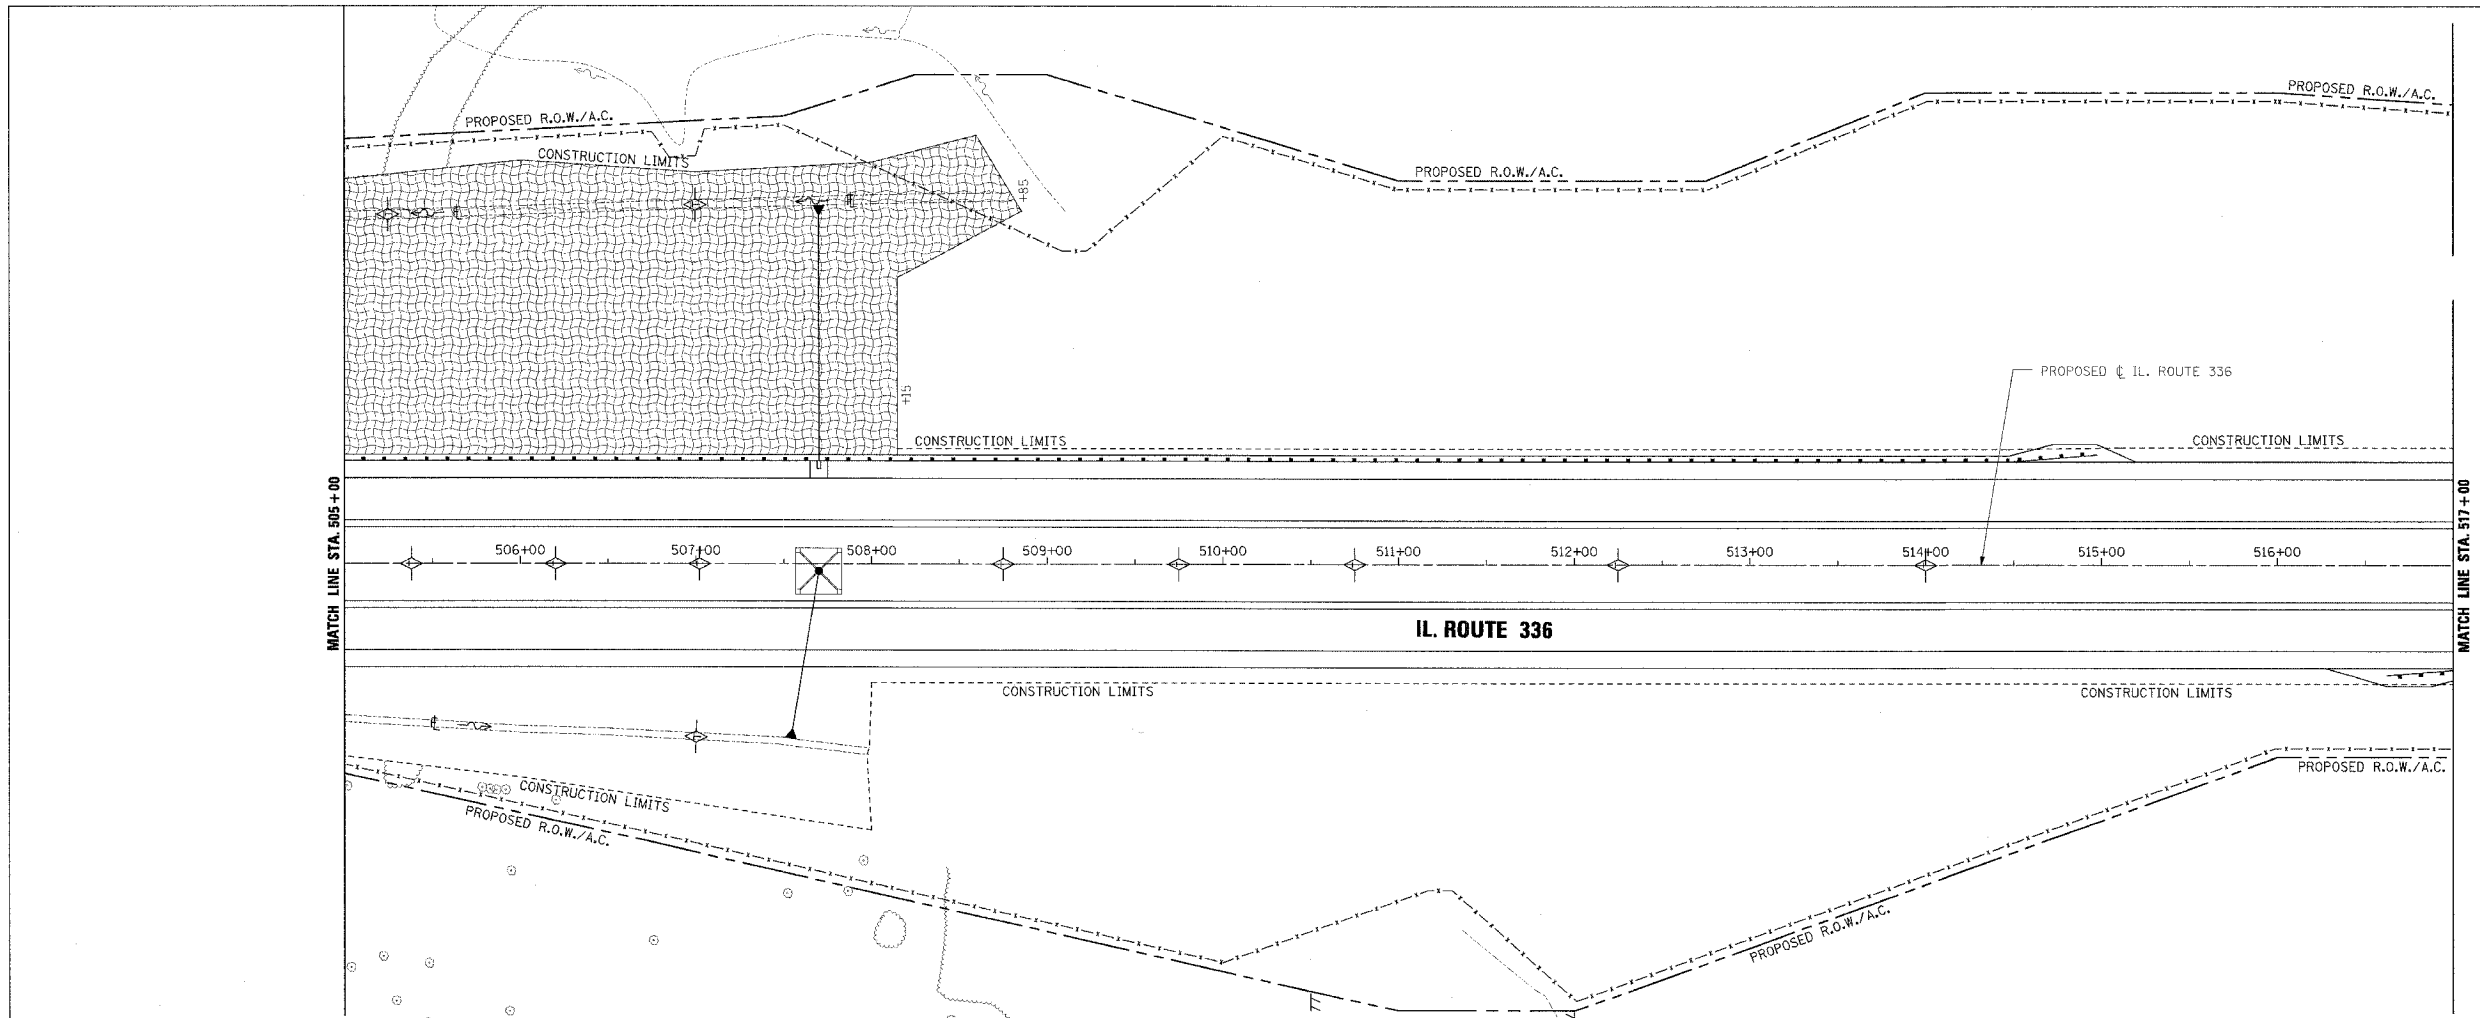 PROPOSED R.O.W./A.C.
PROPOSED R.O.W./A.C.
CONSTRUCTION LIMITS
PROPOSED R.O.W./A.C.
+85
℄
℄
PROPOSED ℄ IL. ROUTE 336
+15
CONSTRUCTION LIMITS
CONSTRUCTION LIMITS
MATCH LINE STA. 505+00
506+00
507+00
508+00
509+00
510+00
511+00
512+00
513+00
514+00
515+00
516+00
MATCH LINE STA. 517+00
IL. ROUTE 336
CONSTRUCTION LIMITS
CONSTRUCTION LIMITS
℄
CONSTRUCTION LIMITS
PROPOSED R.O.W./A.C.
PROPOSED R.O.W./A.C.
PROPOSED R.O.W./A.C.